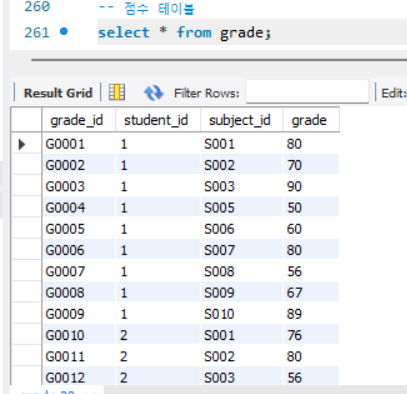 260 -- 점수 테이블
261 select * from grade;
Result Grid Filter Rows: Edit:
grade_id student_id subject_id grade
G0001 1 S001 80
G0002 1 S002 70
G0003 1 S003 90
G0004 1 S005 50
G0005 1 S006 60
G0006 1 S007 80
G0007 1 S008 56
G0008 1 S009 67
G0009 1 S010 89
G0010 2 S001 76
G0011 2 S002 80
G0012 2 S003 56